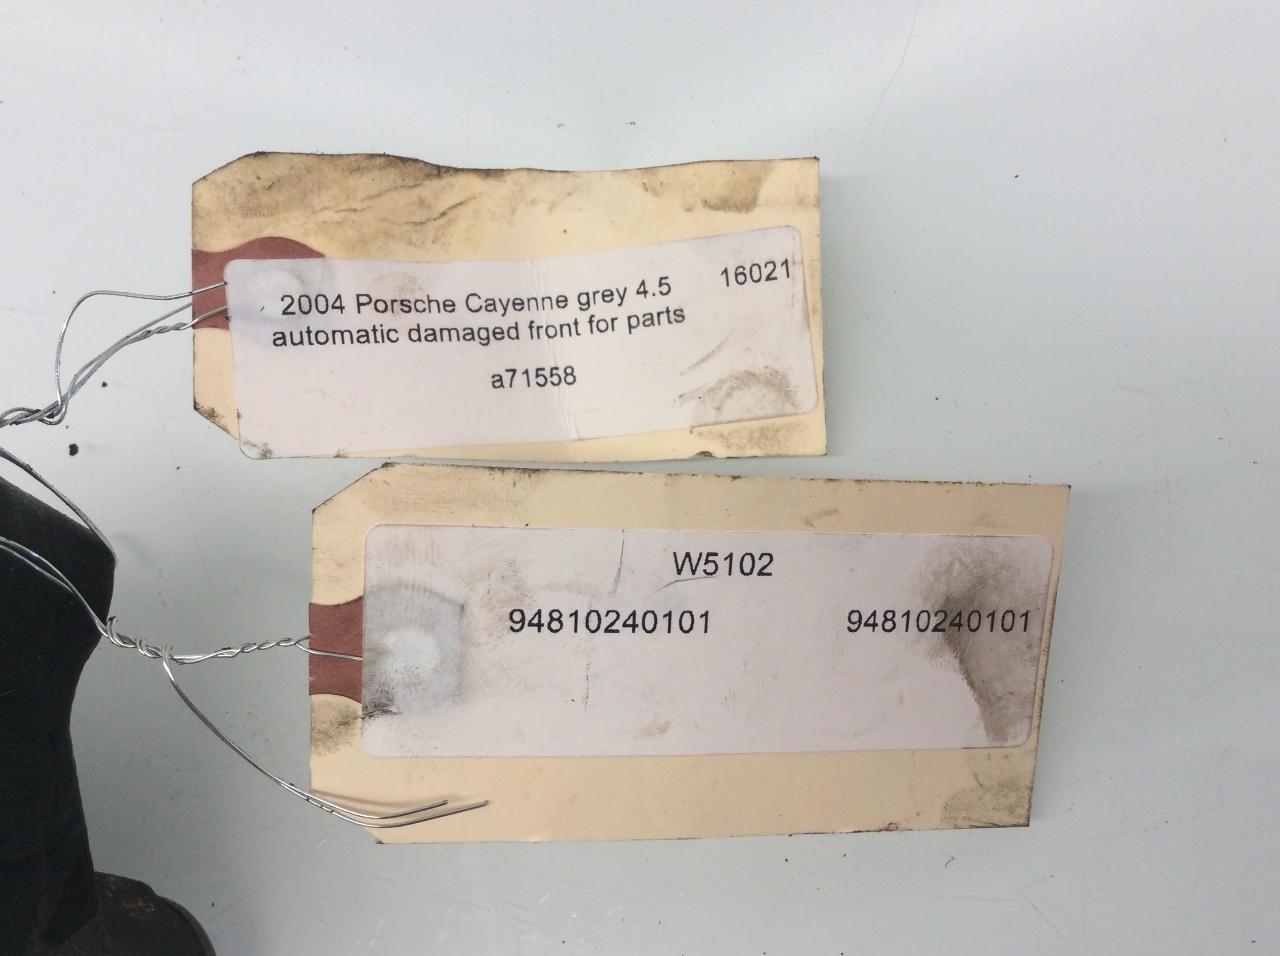 2004 Porsche Cayenne grey 4.5 16021
automatic damaged front for parts
a71558
W5102
94810240101 94810240101